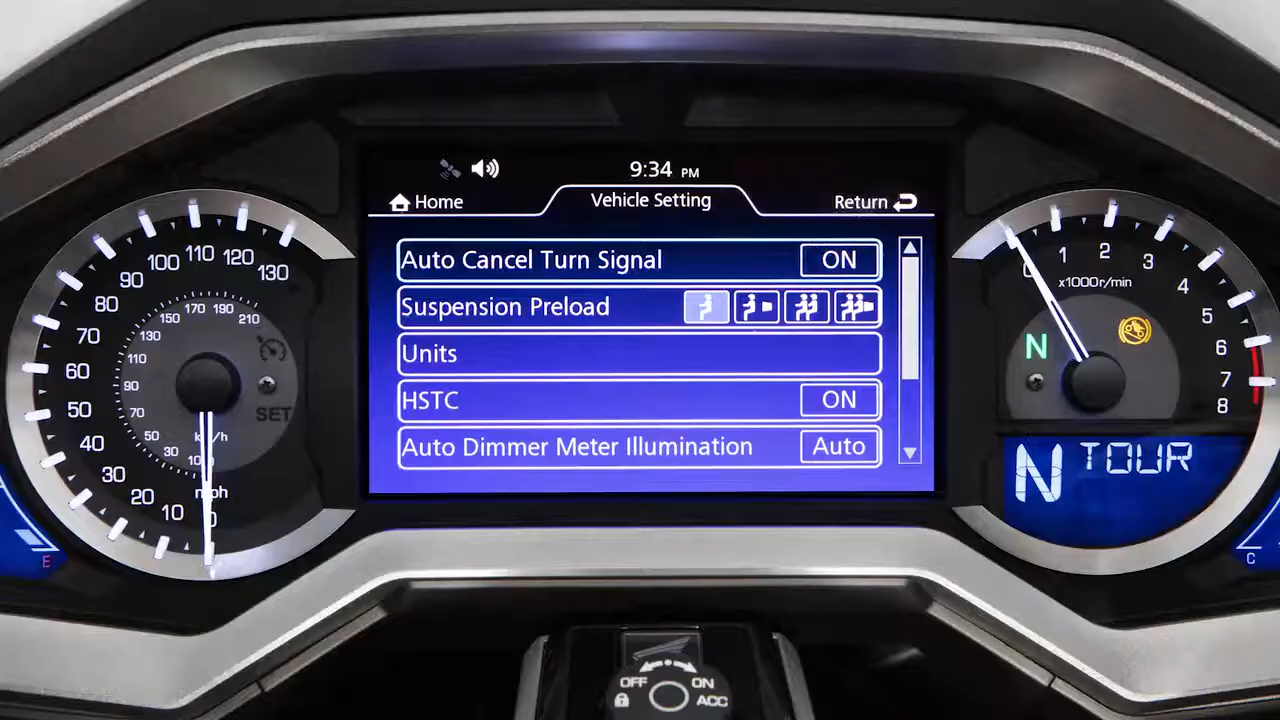 9:34 PM
Home
Vehicle Setting
Return
Auto Cancel Turn Signal ON
Suspension Preload
Units
HSTC ON
Auto Dimmer Meter Illumination Auto
130
120
110
100
90
80
70
60
50
40
30
20
10
0
mph
210
190
170
150
130
110
90
70
50
30
10
km/h
SET
E
0
1
2
3
4
5
6
7
8
x1000r/min
N
N TOUR
C
OFF ON
ACC